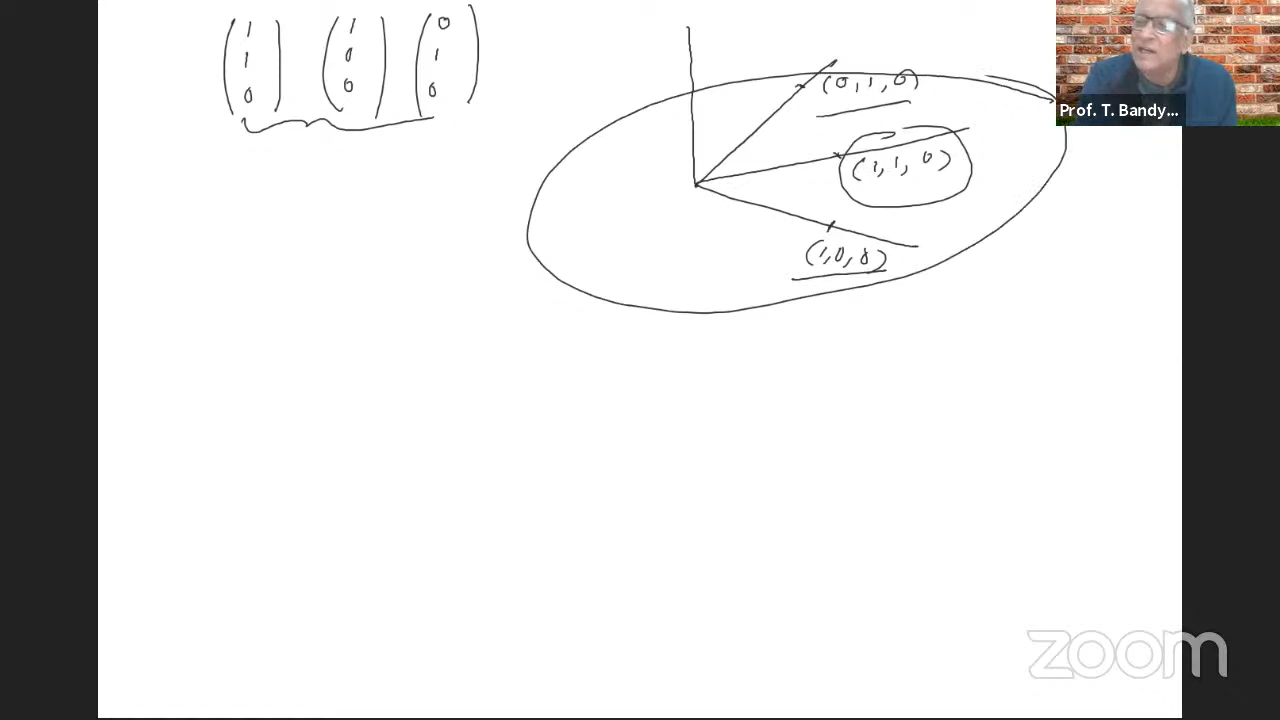 ( 1 1 0 ) ( 1 0 0 ) ( 0 1 0 )
(0, 1, 0)
(1, 1, 0)
(1, 0, 0)
Prof. T. Bandy...
zoom